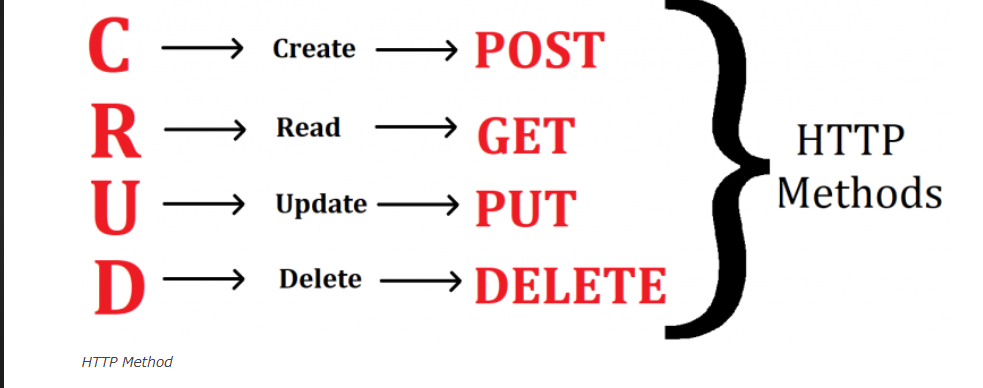 C → Create → POST
R → Read → GET
U → Update → PUT
D → Delete → DELETE
HTTP
Methods
HTTP Method